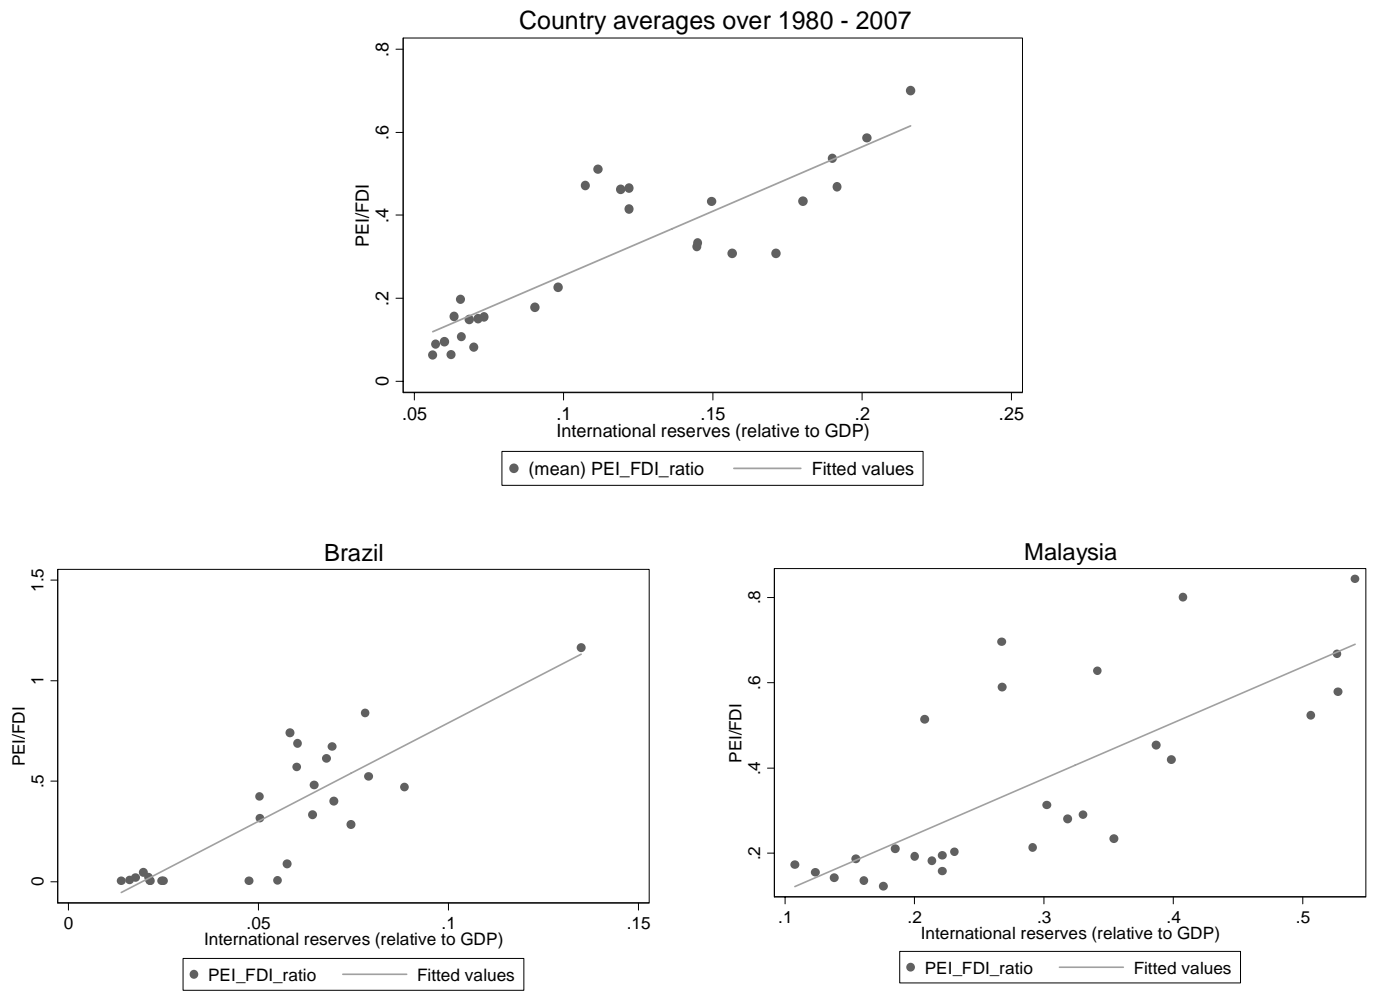 Country averages over 1980 - 2007
PEI/FDI
.8
.6
.4
.2
0
.05 .1 .15 .2 .25
International reserves (relative to GDP)
(mean) PEI_FDI_ratio Fitted values
Brazil
PEI/FDI
1.5
1
.5
0
0 .05 .1 .15
International reserves (relative to GDP)
PEI_FDI_ratio Fitted values
Malaysia
PEI/FDI
.8
.6
.4
.2
.1 .2 .3 .4 .5
International reserves (relative to GDP)
PEI_FDI_ratio Fitted values